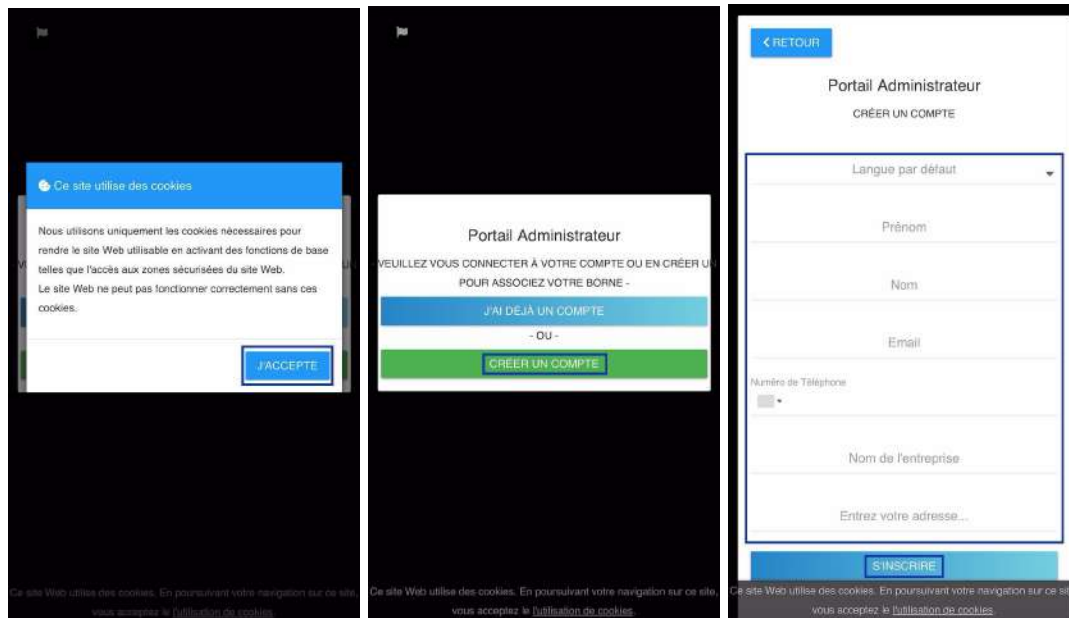 Ce site utilise des cookies
Nous utilisons uniquement les cookies nécessaires pour
rendre le site Web utilisable en activant des fonctions de base
telles que l'accès aux zones sécurisées du site Web.
Le site Web ne peut pas fonctionner correctement sans ces
cookies.
J'ACCEPTE
Ce site Web utilise des cookies. En poursuivant votre navigation sur ce site,
vous acceptez le l'utilisation de cookies.
Portail Administrateur
VEUILLEZ VOUS CONNECTER À VOTRE COMPTE OU EN CRÉER UN
POUR ASSOCIEZ VOTRE BORNE -
J'AI DÉJÀ UN COMPTE
- OU -
CRÉER UN COMPTE
Ce site Web utilise des cookies. En poursuivant votre navigation sur ce site,
vous acceptez le l'utilisation de cookies.
RETOUR
Portail Administrateur
CRÉER UN COMPTE
Langue par défaut
Prénom
Nom
Email
Numéro de Téléphone
Nom de l'entreprise
Entrez votre adresse...
S'INSCRIRE
Ce site Web utilise des cookies. En poursuivant votre navigation sur ce si
vous acceptez le l'utilisation de cookies.